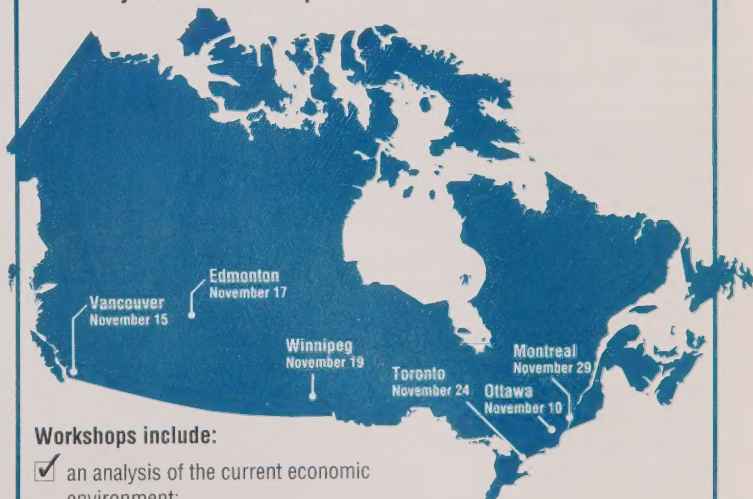 Edmonton
November 17
Vancouver
November 15
Winnipeg
November 19
Toronto
November 24
Montreal
November 29
Ottawa
November 10
Workshops include:
an analysis of the current economic
environment;